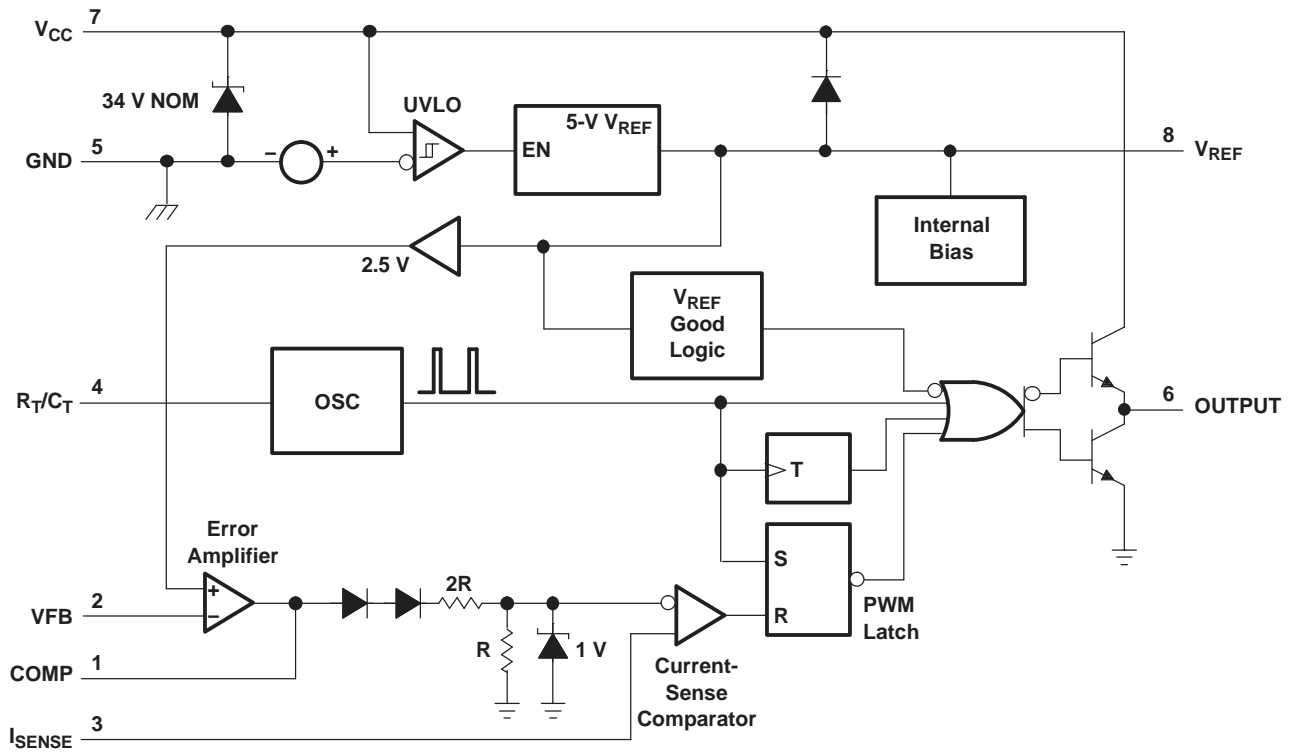 7
VCC
34 V NOM
UVLO
5-V VREF
5
GND
−
+
EN
8
VREF
Internal
Bias
2.5 V
VREF
Good
Logic
4
RT/CT
OSC
6
OUTPUT
T
Error
Amplifier
S
2
VFB
+
−
2R
R
PWM
Latch
1
COMP
R
1 V
Current-
Sense
Comparator
3
ISENSE